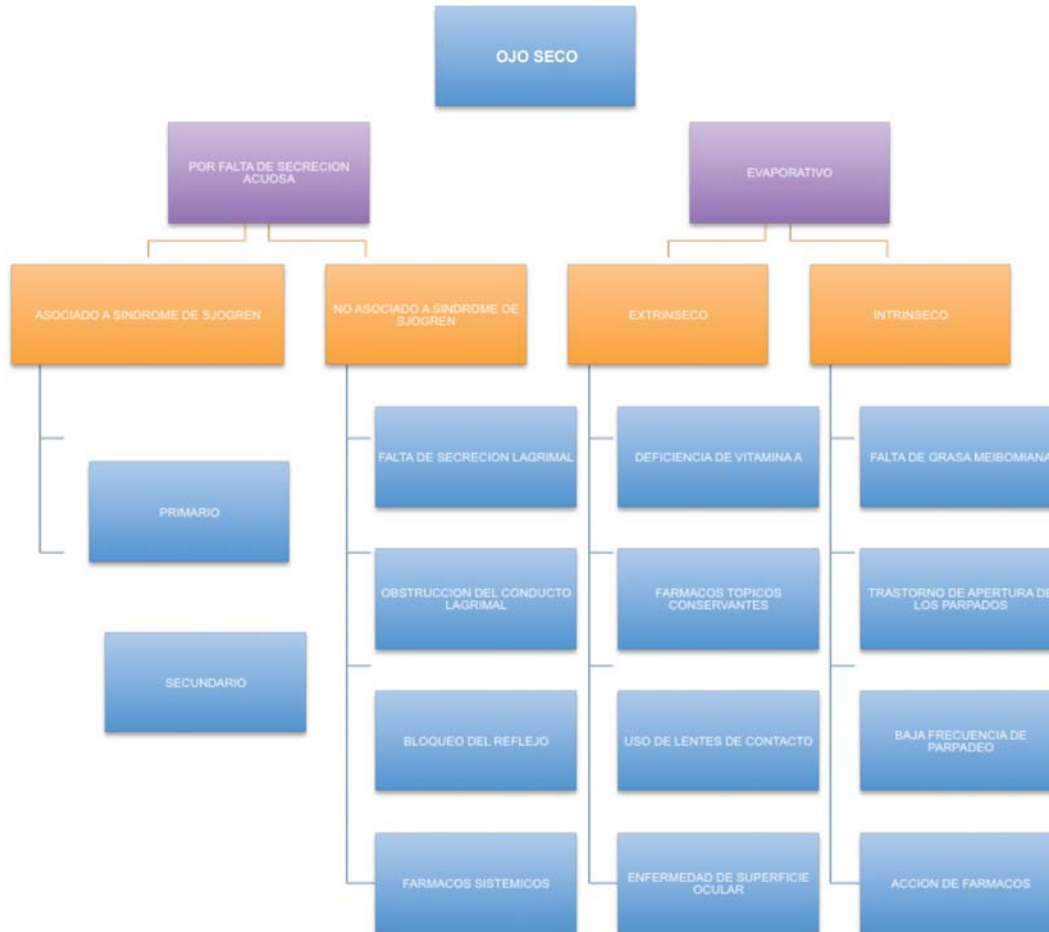 OJO SECO
POR FALTA DE SECRECION
ACUOSA
EVAPORATIVO
ASOCIADO A SINDROME DE SJOGREN
NO ASOCIADO A SINDROME DE
SJOGREN
EXTRINSECO
INTRINSECO
PRIMARIO
SECUNDARIO
FALTA DE SECRECION LAGRIMAL
OBSTRUCCION DEL CONDUCTO
LAGRIMAL
BLOQUEO DEL REFLEJO
FARMACOS SISTEMICOS
DEFICIENCIA DE VITAMINA A
FARMACOS TOPICOS
CONSERVANTES
USO DE LENTES DE CONTACTO
ENFERMEDAD DE SUPERFICIE
OCULAR
FALTA DE GRASA MEIBOMIANA
TRASTORNO DE APERTURA DE
LOS PARPADOS
BAJA FRECUENCIA DE
PARPADEO
ACCION DE FARMACOS